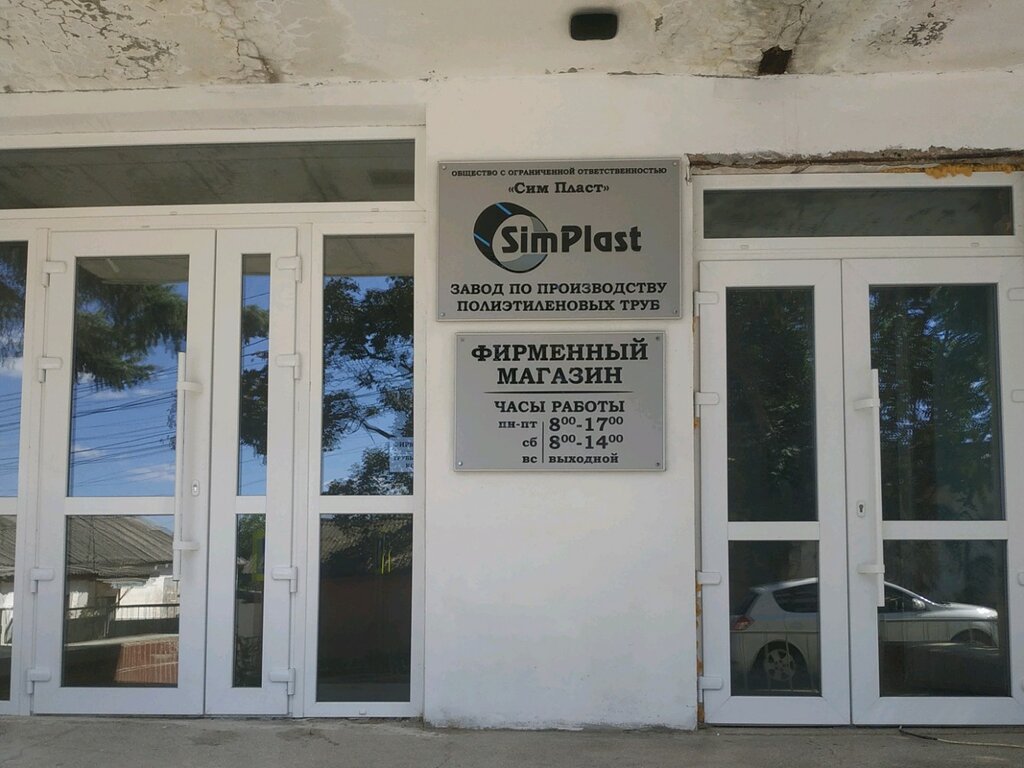 ОБЩЕСТВО С ОГРАНИЧЕННОЙ ОТВЕТСТВЕННОСТЬЮ
«Сим Пласт»
SimPlast
ЗАВОД ПО ПРОИЗВОДСТВУ
ПОЛИЭТИЛЕНОВЫХ ТРУБ
ФИРМЕННЫЙ
МАГАЗИН
ЧАСЫ РАБОТЫ
пн-пт 8⁰⁰-17⁰⁰
сб 8⁰⁰-14⁰⁰
вс выходной